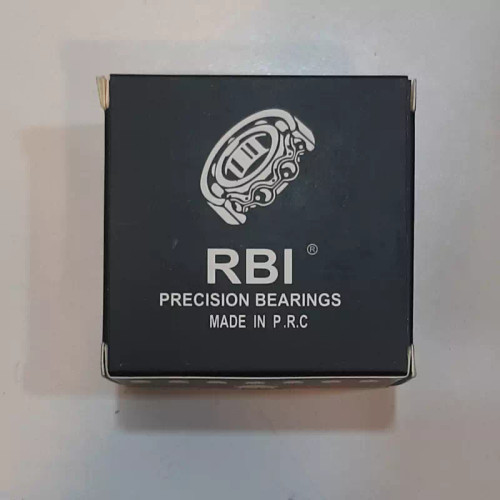 RBI ®
PRECISION BEARINGS
MADE IN P.R.C